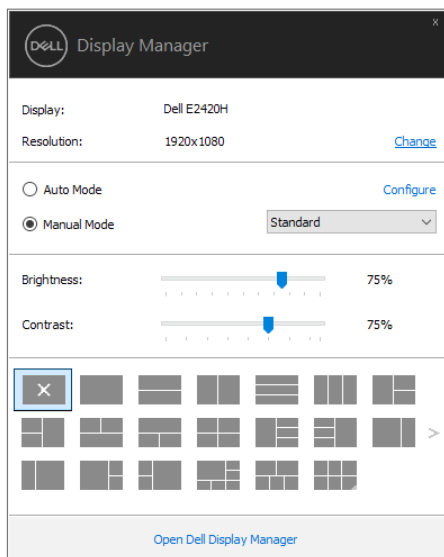 x
DELL Display Manager
Display: Dell E2420H
Resolution: 1920x1080 Change
Auto Mode Configure
Manual Mode Standard
Brightness: 75%
Contrast: 75%
Open Dell Display Manager